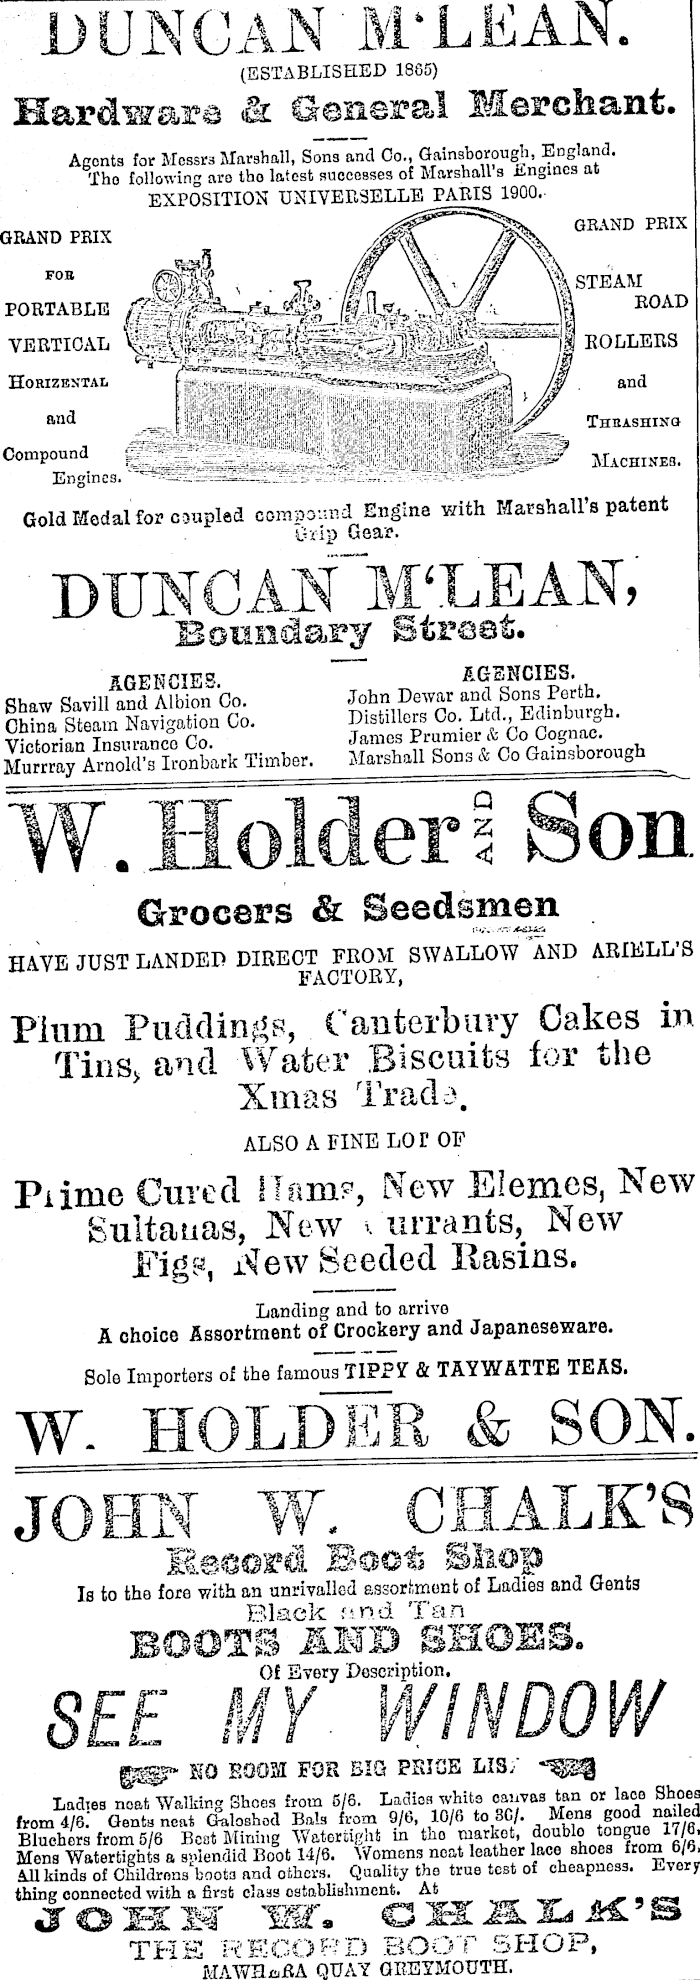 DUNCAN M‘LEAN.
(ESTABLISHED 1865)
Hardware & General Merchant.
Agents for Messrs Marshall, Sons and Co., Gainsborough, England.
The following are the latest successes of Marshall's Engines at
EXPOSITION UNIVERSELLE PARIS 1900.
GRAND PRIX
FOR
PORTABLE
VERTICAL
HORIZENTAL
and
Compound
Engines.
GRAND PRIX
STEAM
ROAD
ROLLERS
and
THRASHING
MACHINES.
Gold Medal for coupled compound Engine with Marshall's patent
Grip Gear.
DUNCAN M‘LEAN,
Boundary Street.
AGENCIES.
Shaw Savill and Albion Co.
China Steam Navigation Co.
Victorian Insurance Co.
Murrray Arnold's Ironbark Timber.
AGENCIES.
John Dewar and Sons Perth.
Distillers Co. Ltd., Edinburgh.
James Prumier & Co Cognac.
Marshall Sons & Co Gainsborough
W. Holder AND Son
Grocers & Seedsmen
HAVE JUST LANDED DIRECT FROM SWALLOW AND ARIELL'S
FACTORY,
Plum Puddings, Canterbury Cakes in
Tins, and Water Biscuits for the
Xmas Trade.
ALSO A FINE LOT OF
Prime Cured Hams, New Elemes, New
Sultanas, New Currants, New
Figs, New Seeded Rasins.
Landing and to arrive
A choice Assortment of Crockery and Japaneseware.
Sole Importers of the famous TIPPY & TAYWATTE TEAS.
W. HOLDER & SON.
JOHN W. CHALK'S
Record Boot Shop
Is to the fore with an unrivalled assortment of Ladies and Gents
Black and Tan
BOOTS AND SHOES.
Of Every Description.
SEE MY WINDOW
NO ROOM FOR BIG PRICE LIST
Ladies neat Walking Shoes from 5/6. Ladies white canvas tan or lace Shoes
from 4/6. Gents neat Galoshed Bals from 9/6, 10/6 to 30/. Mens good nailed
Bluchers from 5/6 Best Mining Watertight in the market, double tongue 17/6,
Mens Watertights a splendid Boot 14/6. Womens neat leather lace shoes from 6/6,
All kinds of Childrens boots and others. Quality the true test of cheapness. Every
thing connected with a first class establishment. At
JOHN W. CHALK'S
THE RECORD BOOT SHOP,
MAWHERA QUAY GREYMOUTH.